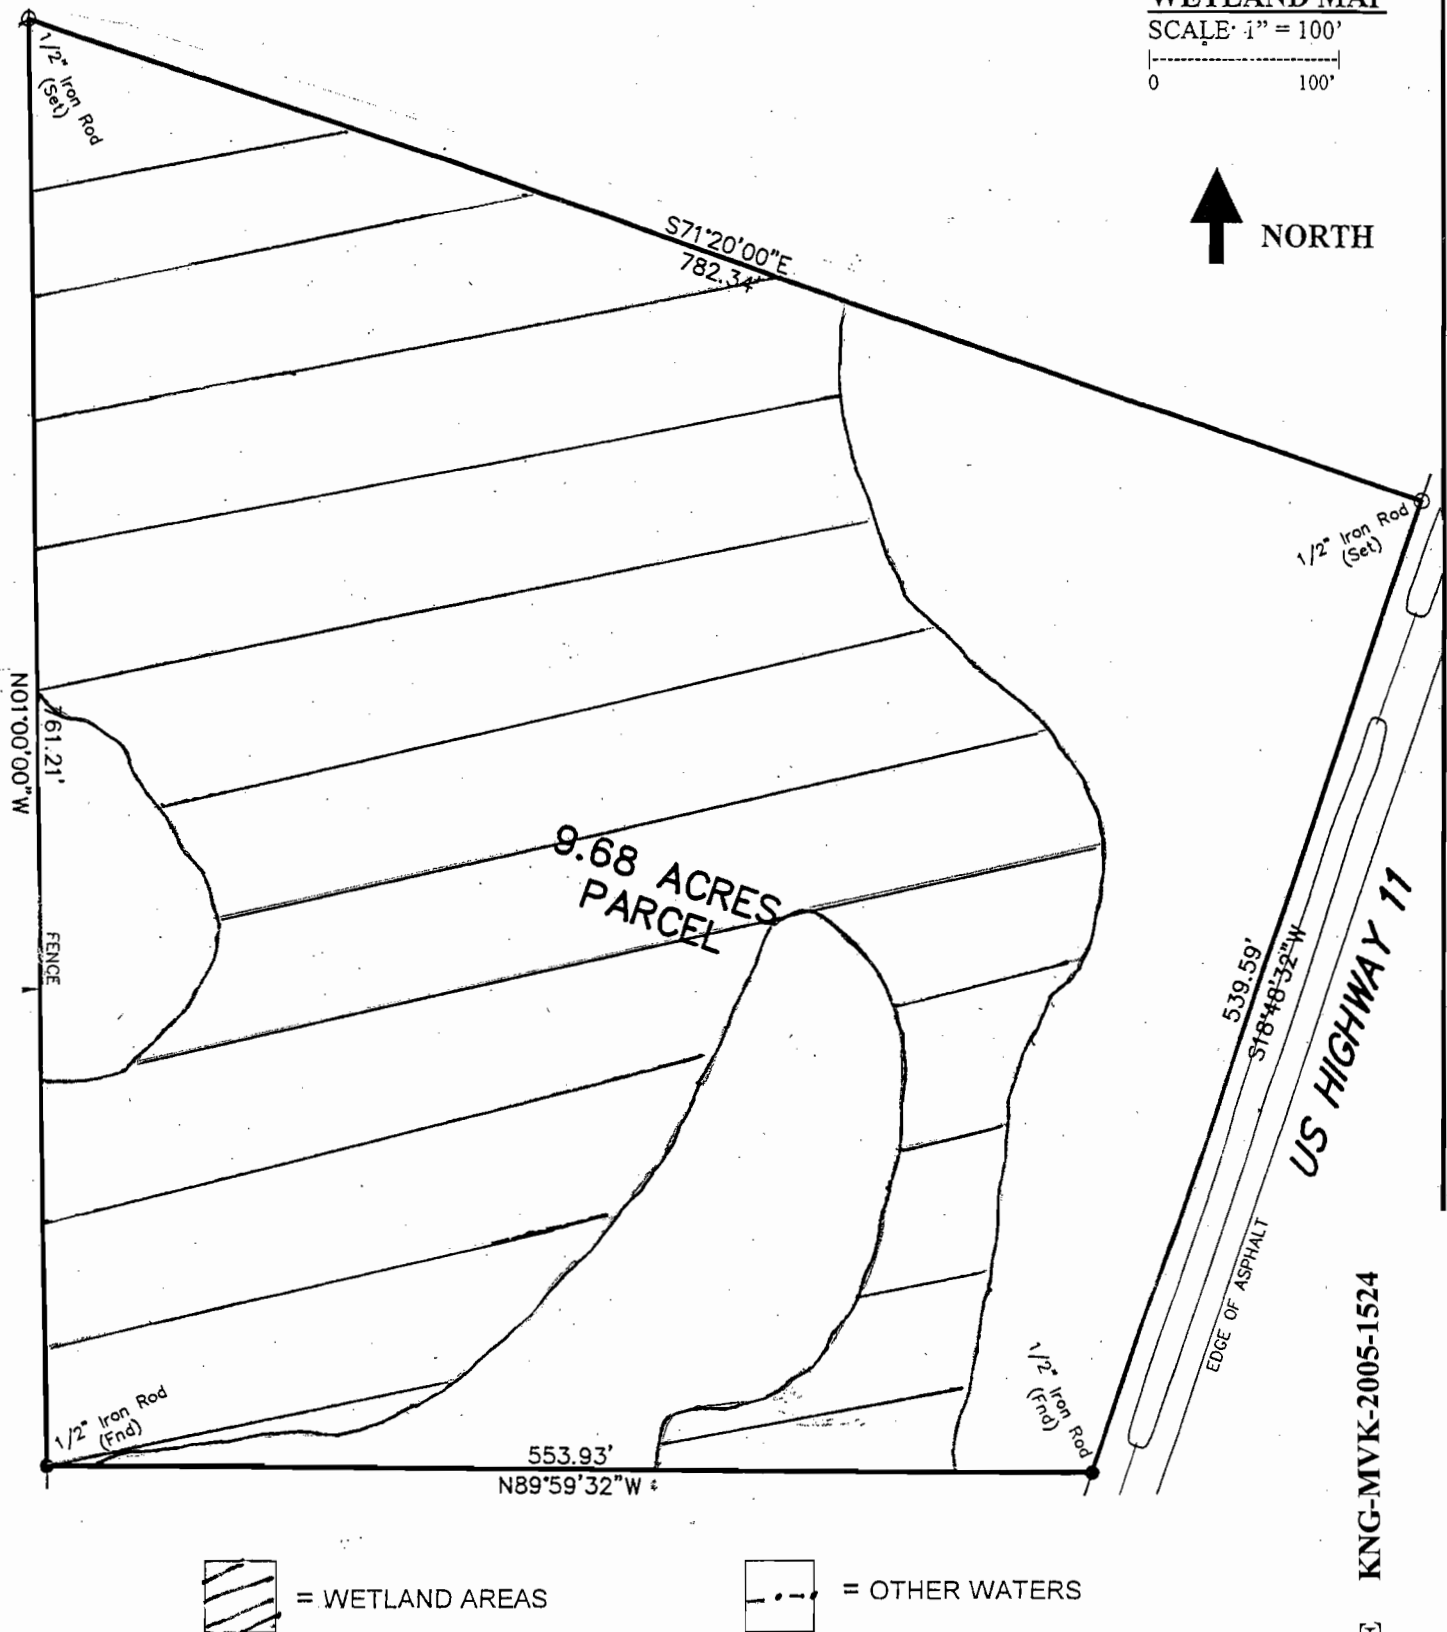 WETLAND MAP
SCALE: 1" = 100'
0 100'
NORTH
1/2" Iron Rod
(Set)
S71°20'00"E
782.34'
1/2" Iron Rod
(Set)
N01°00'00"W
761.21'
FENCE
9.68 ACRES
PARCEL
539.59'
S18°48'32"W
US HIGHWAY 11
EDGE OF ASPHALT
1/2" Iron Rod
(Fnd)
1/2" Iron Rod
(Fnd)
553.93'
N89°59'32"W
KNG-MVK-2005-1524
= WETLAND AREAS
= OTHER WATERS